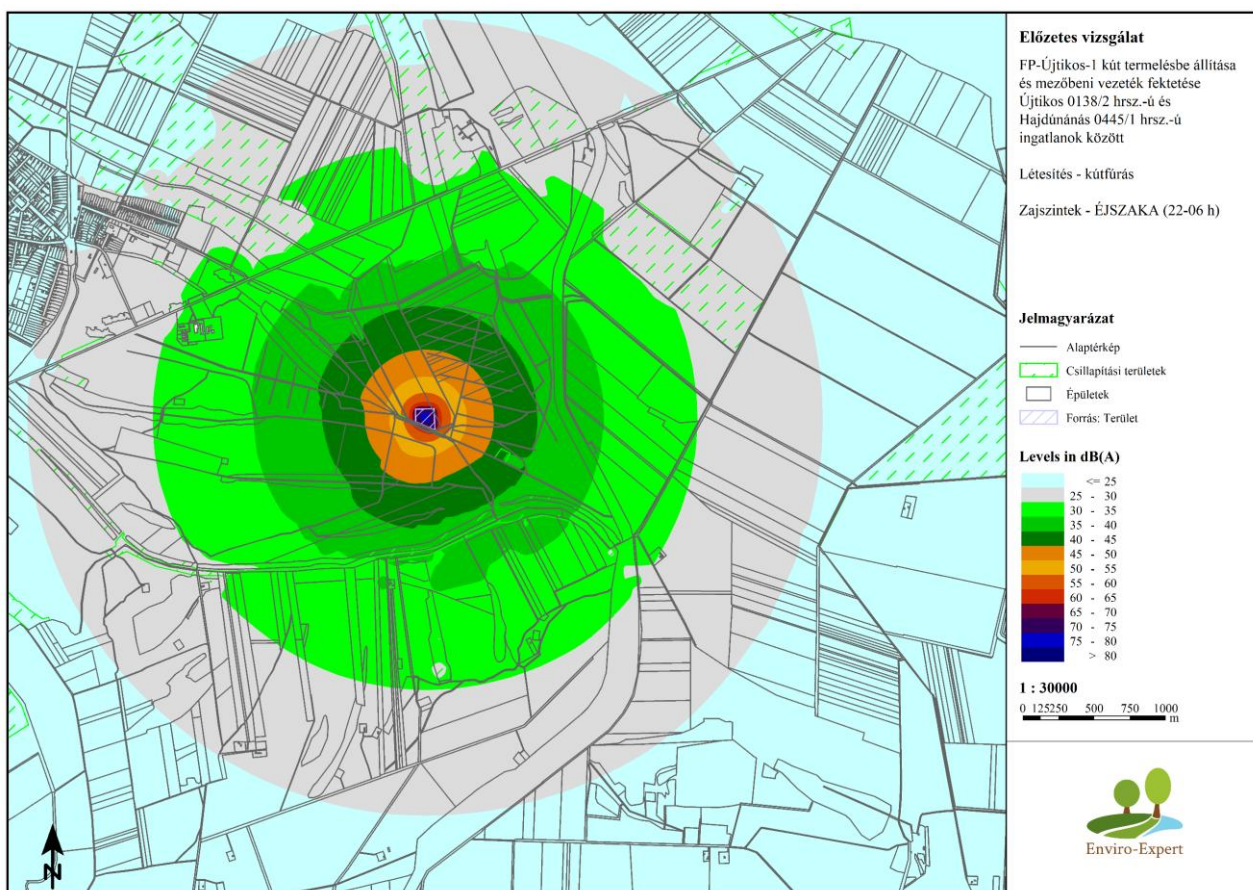 Előzetes vizsgálat
FP-Újtikos-1 kút termelésbe állítása
és mezőbeni vezeték fektetése
Újtikos 0138/2 hrsz.-ú és
Hajdúnánás 0445/1 hrsz.-ú
ingatlanok között
Létesítés - kútfúrás
Zajszintek - ÉJSZAKA (22-06 h)
Jelmagyarázat
Alaptérkép
Csillapítási területek
Épületek
Forrás: Terület
Levels in dB(A)
<= 25
25 - 30
30 - 35
35 - 40
40 - 45
45 - 50
50 - 55
55 - 60
60 - 65
65 - 70
70 - 75
75 - 80
> 80
1 : 30000
0 125250 500 750 1000
m
Enviro-Expert
N